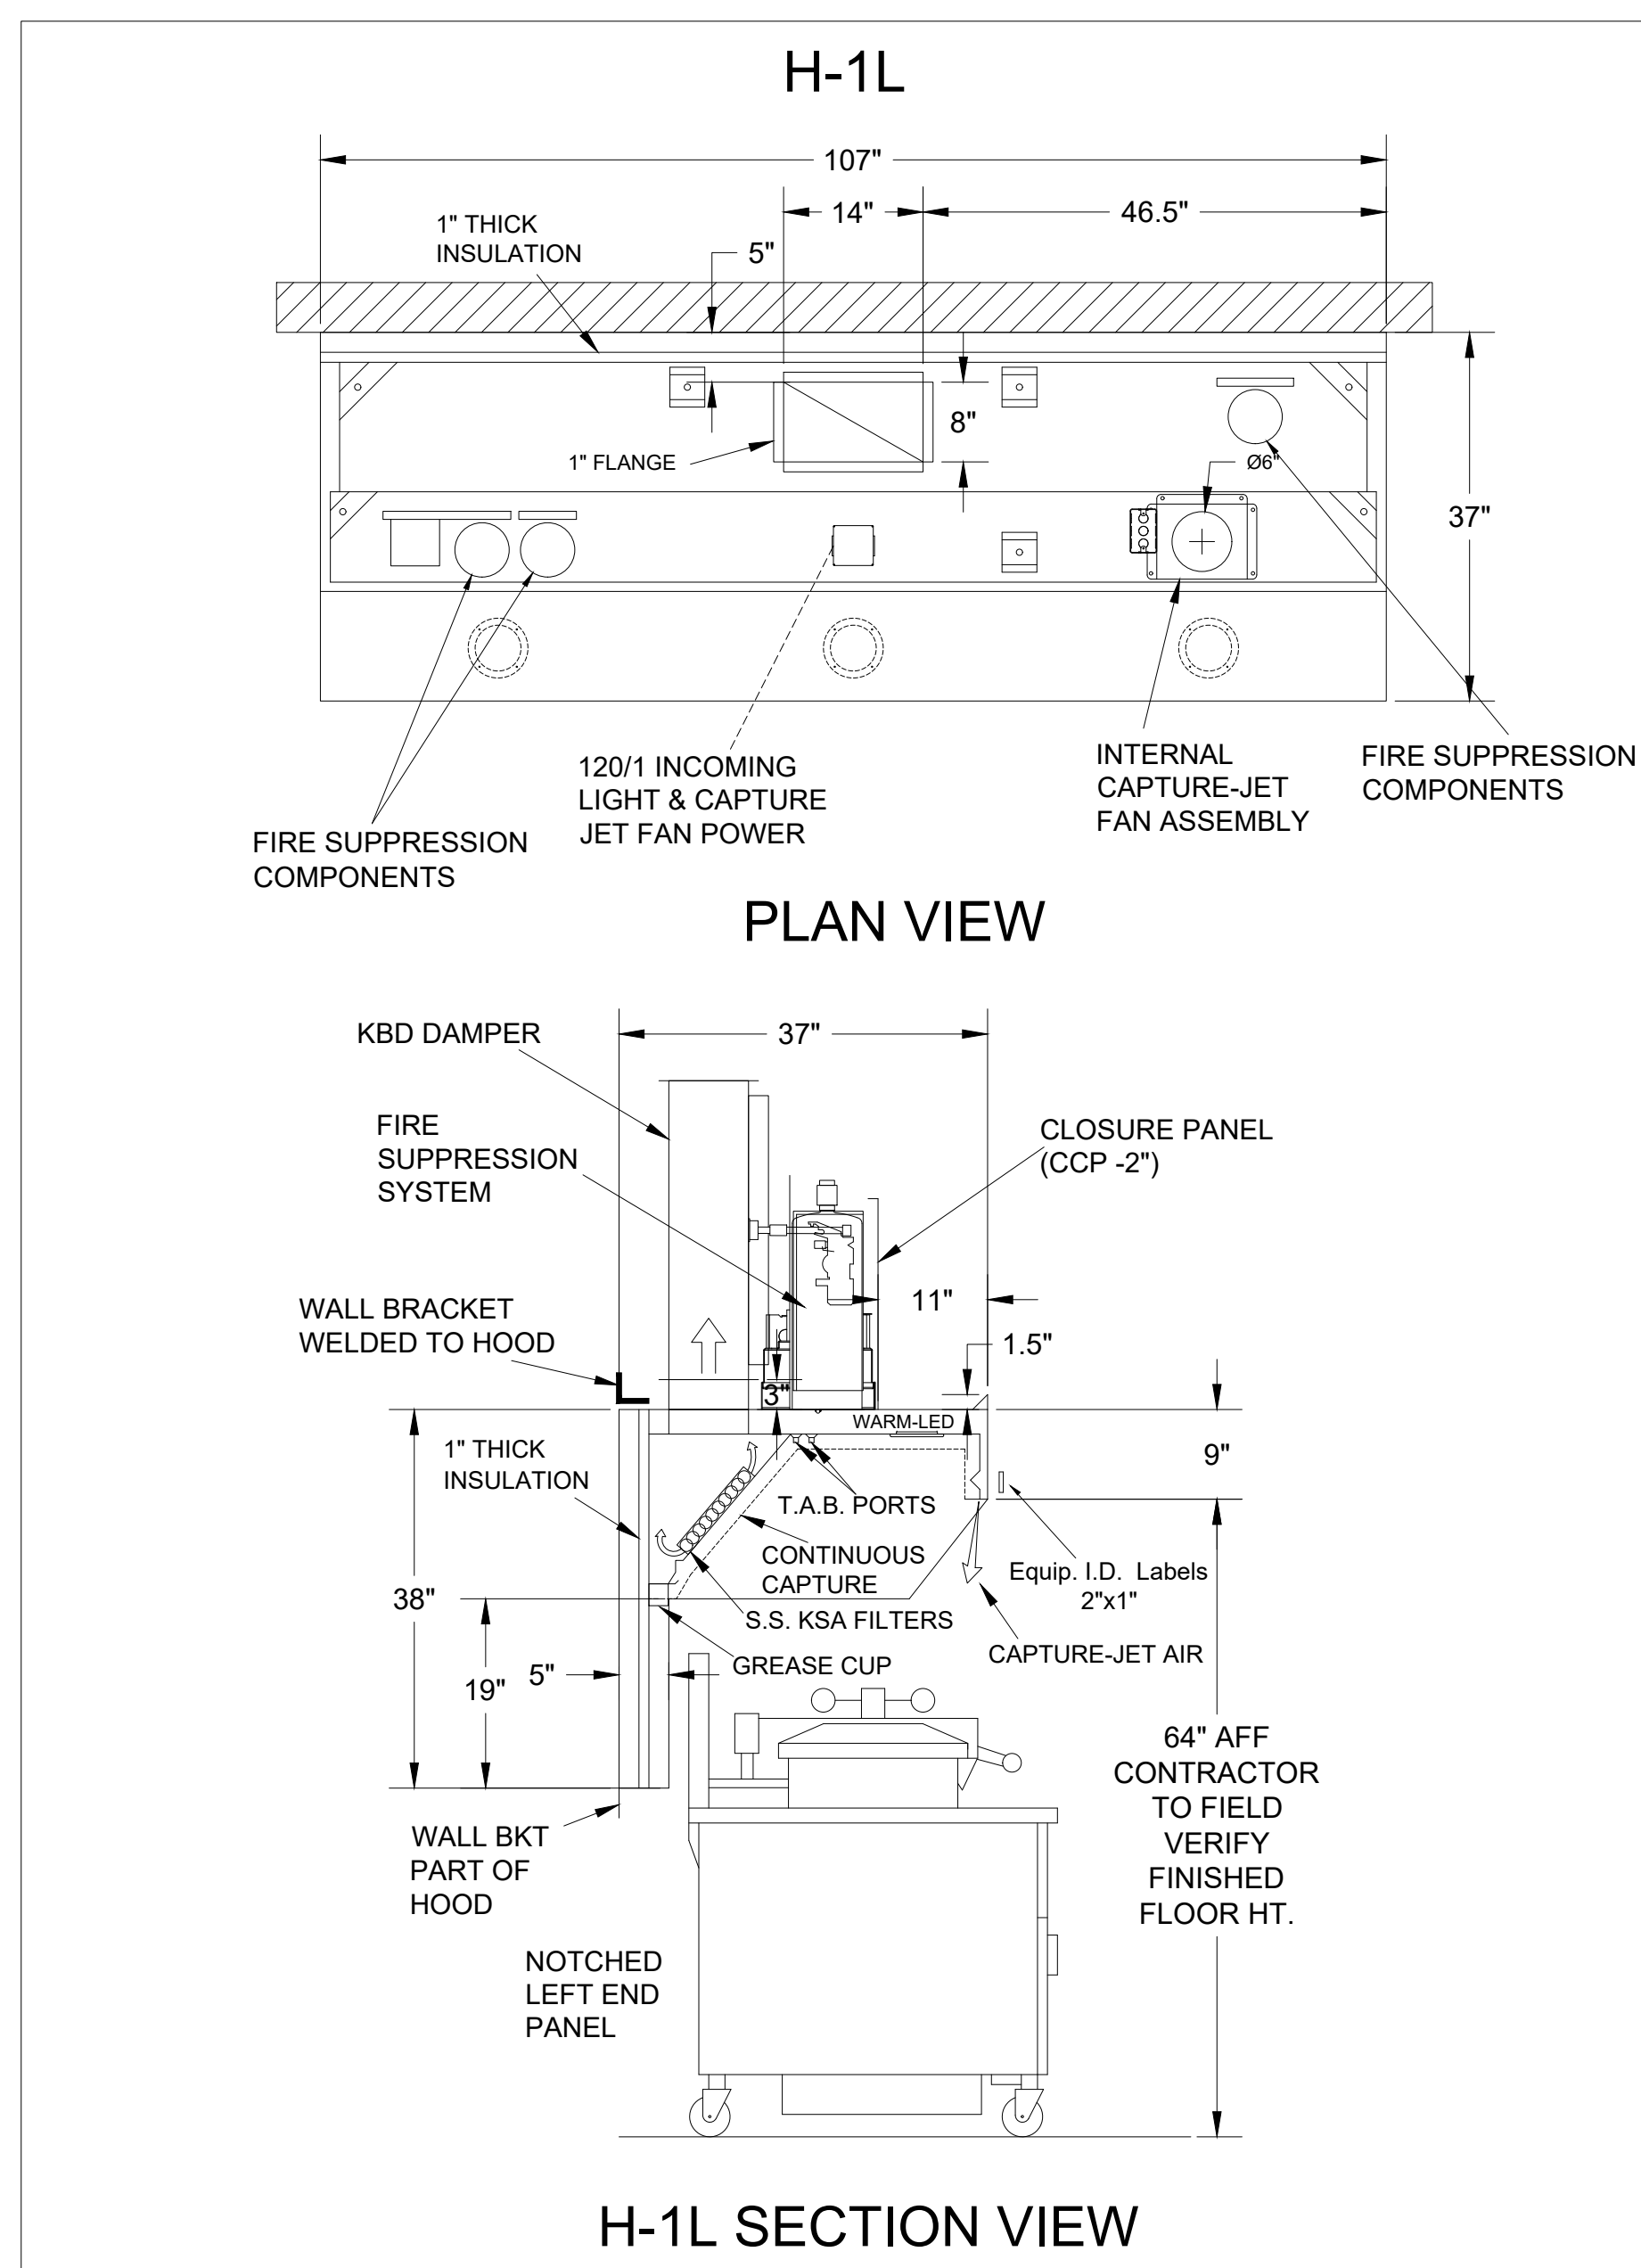 H-1L
107"
14"
46.5"
1" THICK
INSULATION
5"
8"
1" FLANGE
Ø6"
37"
120/1 INCOMING
LIGHT & CAPTURE
JET FAN POWER
INTERNAL
CAPTURE-JET
FAN ASSEMBLY
FIRE SUPPRESSION
COMPONENTS
FIRE SUPPRESSION
COMPONENTS
PLAN VIEW
KBD DAMPER
37"
FIRE
SUPPRESSION
SYSTEM
CLOSURE PANEL
(CCP -2")
WALL BRACKET
WELDED TO HOOD
11"
1.5"
3"
WARM-LED
1" THICK
INSULATION
9"
T.A.B. PORTS
CONTINUOUS
CAPTURE
Equip. I.D. Labels
2"x1"
38"
S.S. KSA FILTERS
CAPTURE-JET AIR
GREASE CUP
5"
19"
64" AFF
CONTRACTOR
TO FIELD
VERIFY
FINISHED
FLOOR HT.
WALL BKT
PART OF
HOOD
NOTCHED
LEFT END
PANEL
H-1L SECTION VIEW